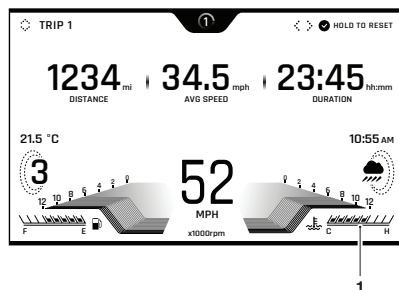 TRIP 1
1
HOLD TO RESET
1234 mi
34.5 mph
23:45 hh:mm
DISTANCE
AVG SPEED
DURATION
21.5 °C
10:55 AM
3
12 10 8 6 4 2 0
52
MPH
x1000rpm
0 2 4 6 8 10 12
F E
C H
1